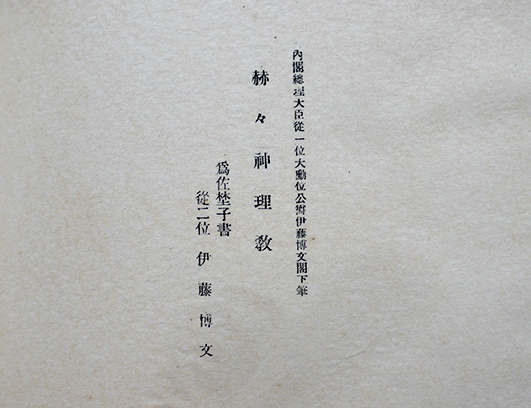 內閣總理大臣從一位大勳位公爵伊藤博文閣下筆
赫々神理敎
爲佐埜子書
從二位 伊藤博文